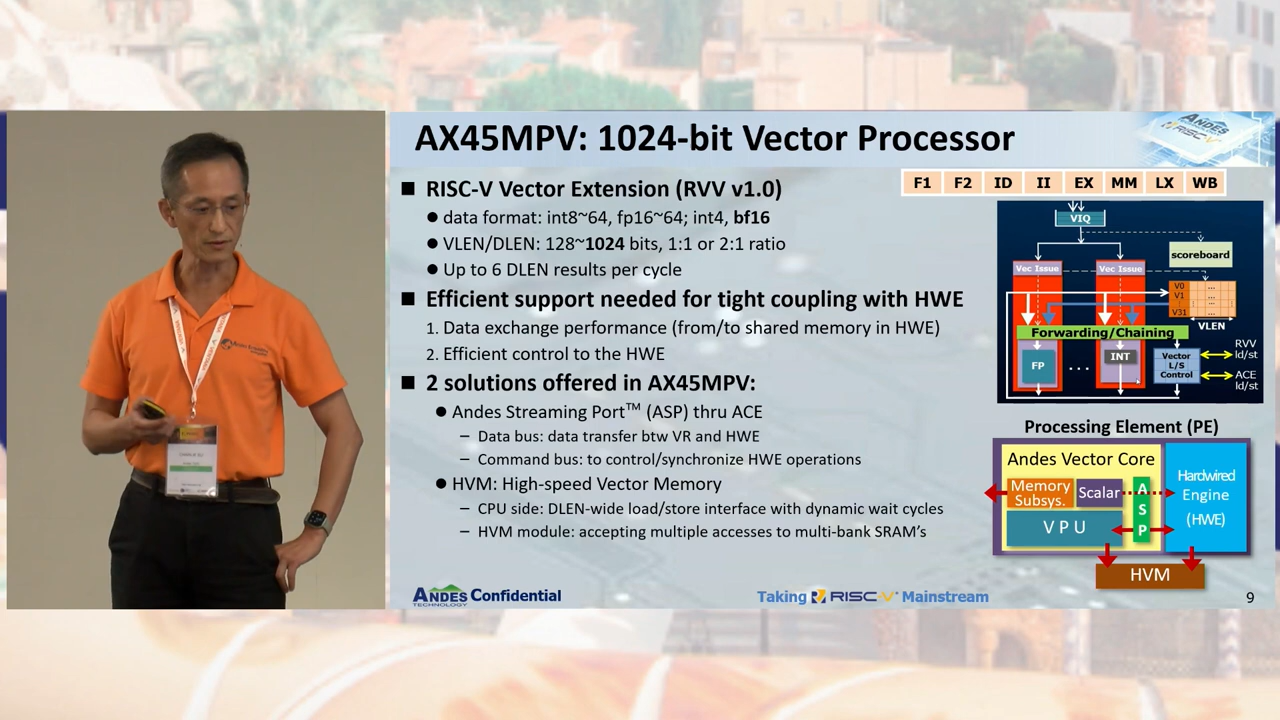 AX45MPV: 1024-bit Vector Processor
ANDES
RISC-V
■ RISC-V Vector Extension (RVV v1.0)
● data format: int8~64, fp16~64; int4, bf16
● VLEN/DLEN: 128~1024 bits, 1:1 or 2:1 ratio
● Up to 6 DLEN results per cycle
■ Efficient support needed for tight coupling with HWE
1. Data exchange performance (from/to shared memory in HWE)
2. Efficient control to the HWE
■ 2 solutions offered in AX45MPV:
● Andes Streaming Port™ (ASP) thru ACE
– Data bus: data transfer btw VR and HWE
– Command bus: to control/synchronize HWE operations
● HVM: High-speed Vector Memory
– CPU side: DLEN-wide load/store interface with dynamic wait cycles
– HVM module: accepting multiple accesses to multi-bank SRAM's
F1 F2 ID II EX MM LX WB
VIQ
scoreboard
Vec Issue
Vec Issue
V0 ...
V1
: :
V31 ...
VLEN
Forwarding/Chaining
FP
...
INT
Vector
L/S
Control
RVV
ld/st
ACE
ld/st
Processing Element (PE)
Andes Vector Core
Memory
Subsys.
Scalar
V P U
A
S
P
Hardwired
Engine
(HWE)
HVM
ANDES
TECHNOLOGY
Confidential
Taking RISC-V® Mainstream
9